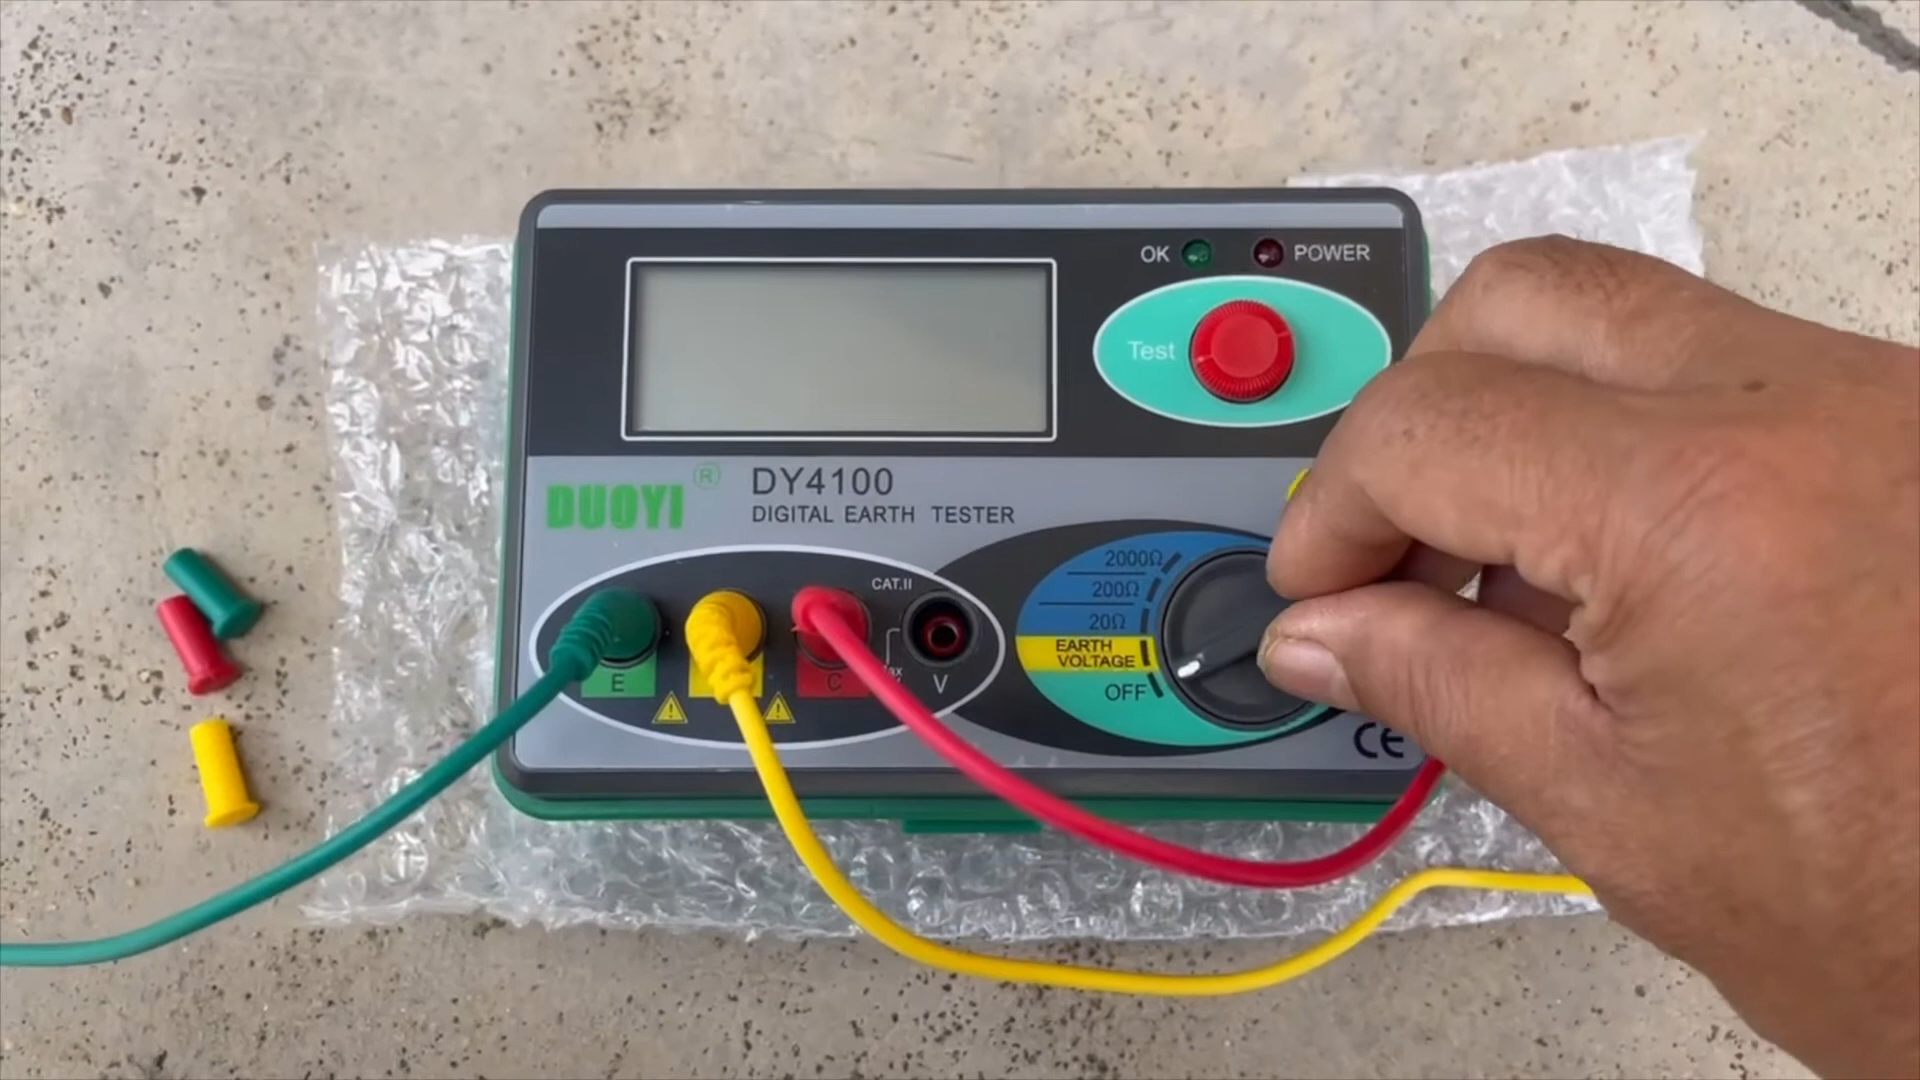 OK POWER
Test
DUOYI ®
DY4100
DIGITAL EARTH TESTER
CAT.II
2000Ω
200Ω
20Ω
EARTH
VOLTAGE
OFF
E
C
V
CE